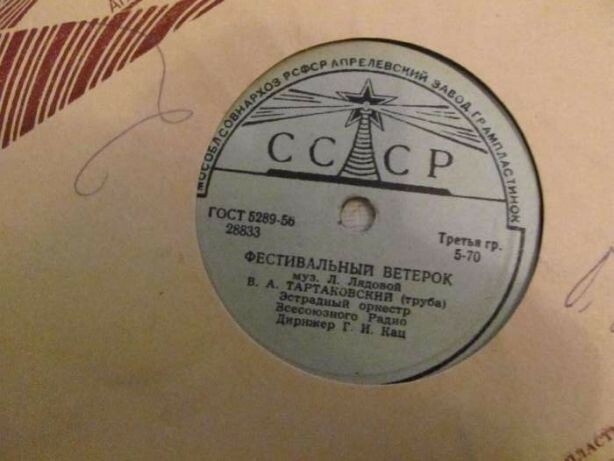 МОСОБЛСОВНАРХОЗ РСФСР АПРЕЛЕВСКИЙ ЗАВОД ГРАМПЛАСТИНОК
СССР
ГОСТ 5289-56
28833
Третья гр.
5-70
ФЕСТИВАЛЬНЫЙ ВЕТЕРОК
муз. Л. Лядовой
В. А. ТАРТАКОВСКИЙ (труба)
Эстрадный оркестр
Всесоюзного Радио
Дирижер Г. И. Кац